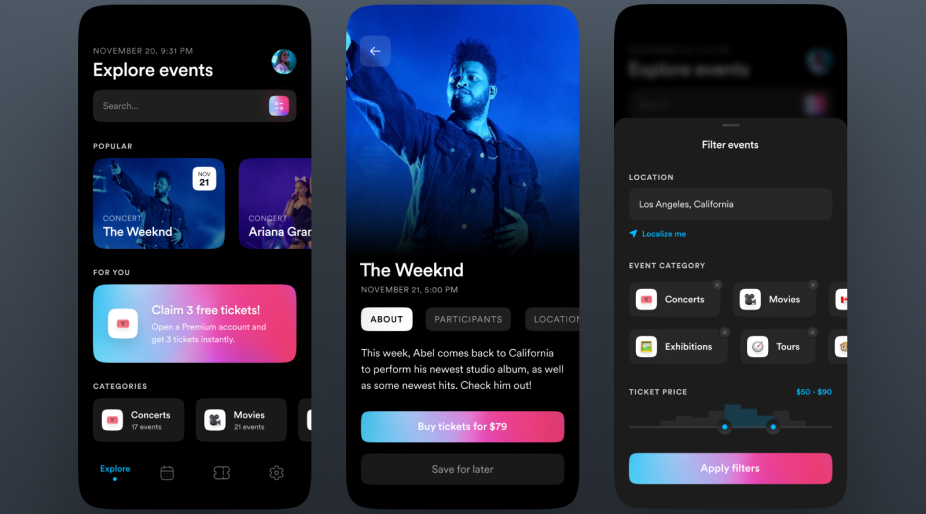 NOVEMBER 20, 9:31 PM
Explore events
Search...
POPULAR
NOV
21
CONCERT
The Weeknd
CONCERT
Ariana Gran
FOR YOU
Claim 3 free tickets!
Open a Premium account and
get 3 tickets instantly.
CATEGORIES
Concerts
17 events
Movies
21 events
Explore
The Weeknd
NOVEMBER 21, 5:00 PM
ABOUT
PARTICIPANTS
LOCATION
This week, Abel comes back to California
to perform his newest studio album, as well
as some newest hits. Check him out!
Buy tickets for $79
Save for later
Explore events
Filter events
LOCATION
Los Angeles, California
Localize me
EVENT CATEGORY
Concerts
Movies
Exhibitions
Tours
TICKET PRICE
$50 - $90
Apply filters